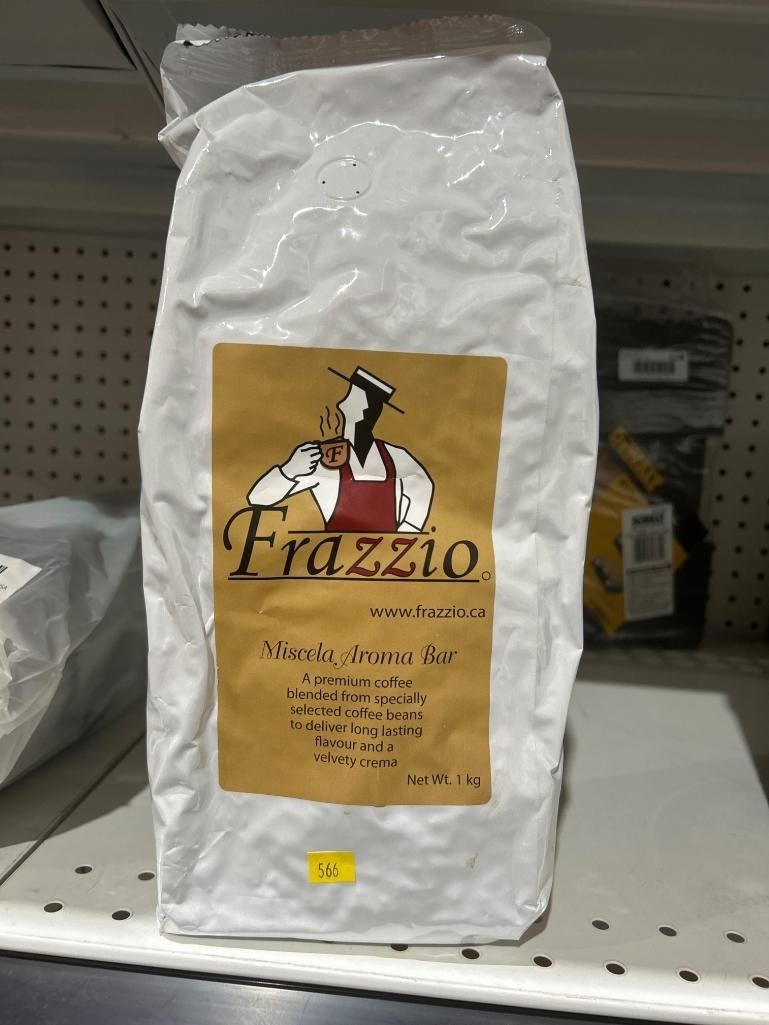 F
Frazzio
www.frazzio.ca
Miscela Aroma Bar
A premium coffee
blended from specially
selected coffee beans
to deliver long lasting
flavour and a
velvety crema
Net Wt. 1 kg
566
DEWALT